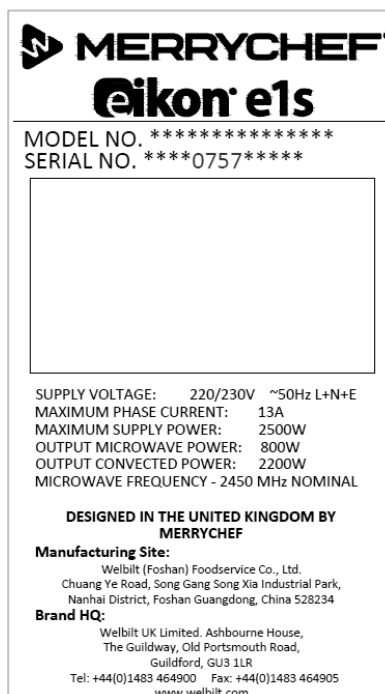 MERRYCHEF
eikon e1s
MODEL NO. ***************
SERIAL NO. ****0757*****
SUPPLY VOLTAGE: 220/230V ~50Hz L+N+E
MAXIMUM PHASE CURRENT: 13A
MAXIMUM SUPPLY POWER: 2500W
OUTPUT MICROWAVE POWER: 800W
OUTPUT CONVECTED POWER: 2200W
MICROWAVE FREQUENCY - 2450 MHz NOMINAL
DESIGNED IN THE UNITED KINGDOM BY
MERRYCHEF
Manufacturing Site:
Welbilt (Foshan) Foodservice Co., Ltd.
Chuang Ye Road, Song Gang Song Xia Industrial Park,
Nanhai District, Foshan Guangdong, China 528234
Brand HQ:
Welbilt UK Limited. Ashbourne House,
The Guildway, Old Portsmouth Road,
Guildford, GU3 1LR
Tel: +44(0)1483 464900 Fax: +44(0)1483 464905
www.welbilt.com